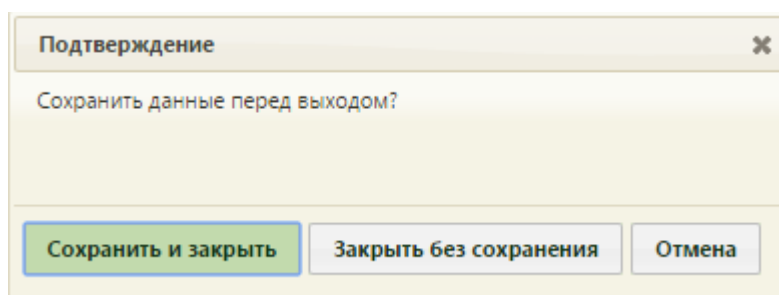 Подтверждение
Сохранить данные перед выходом?
Сохранить и закрыть Закрыть без сохранения Отмена